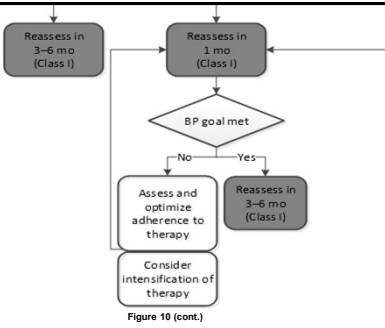 Reassess in
3–6 mo
(Class I)
Reassess in
1 mo
(Class I)
BP goal met
No
Yes
Assess and
optimize
adherence to
therapy
Reassess in
3–6 mo
(Class I)
Consider
intensification of
therapy
Figure 10 (cont.)